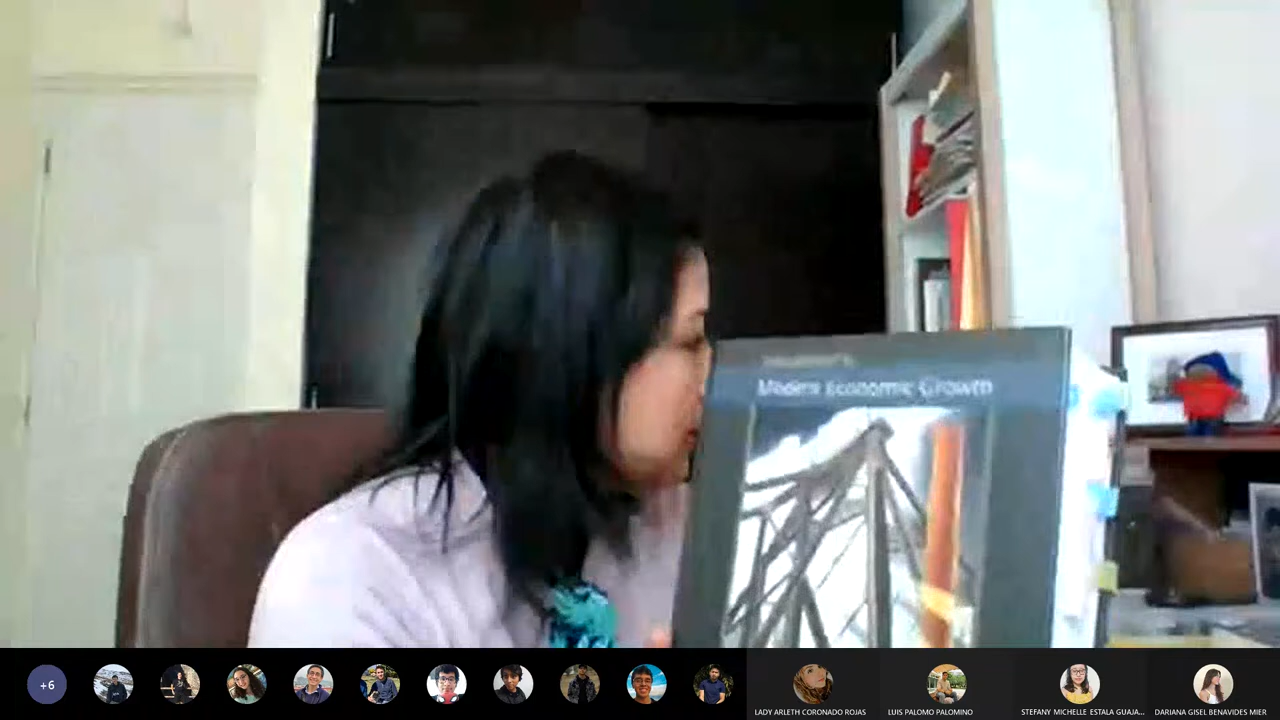 Modern Economic Growth
+6
LADY ARLETH CORONADO ROJAS
LUIS PALOMO PALOMINO
STEFANY MICHELLE ESTALA GUAJA...
DARIANA GISEL BENAVIDES MIER